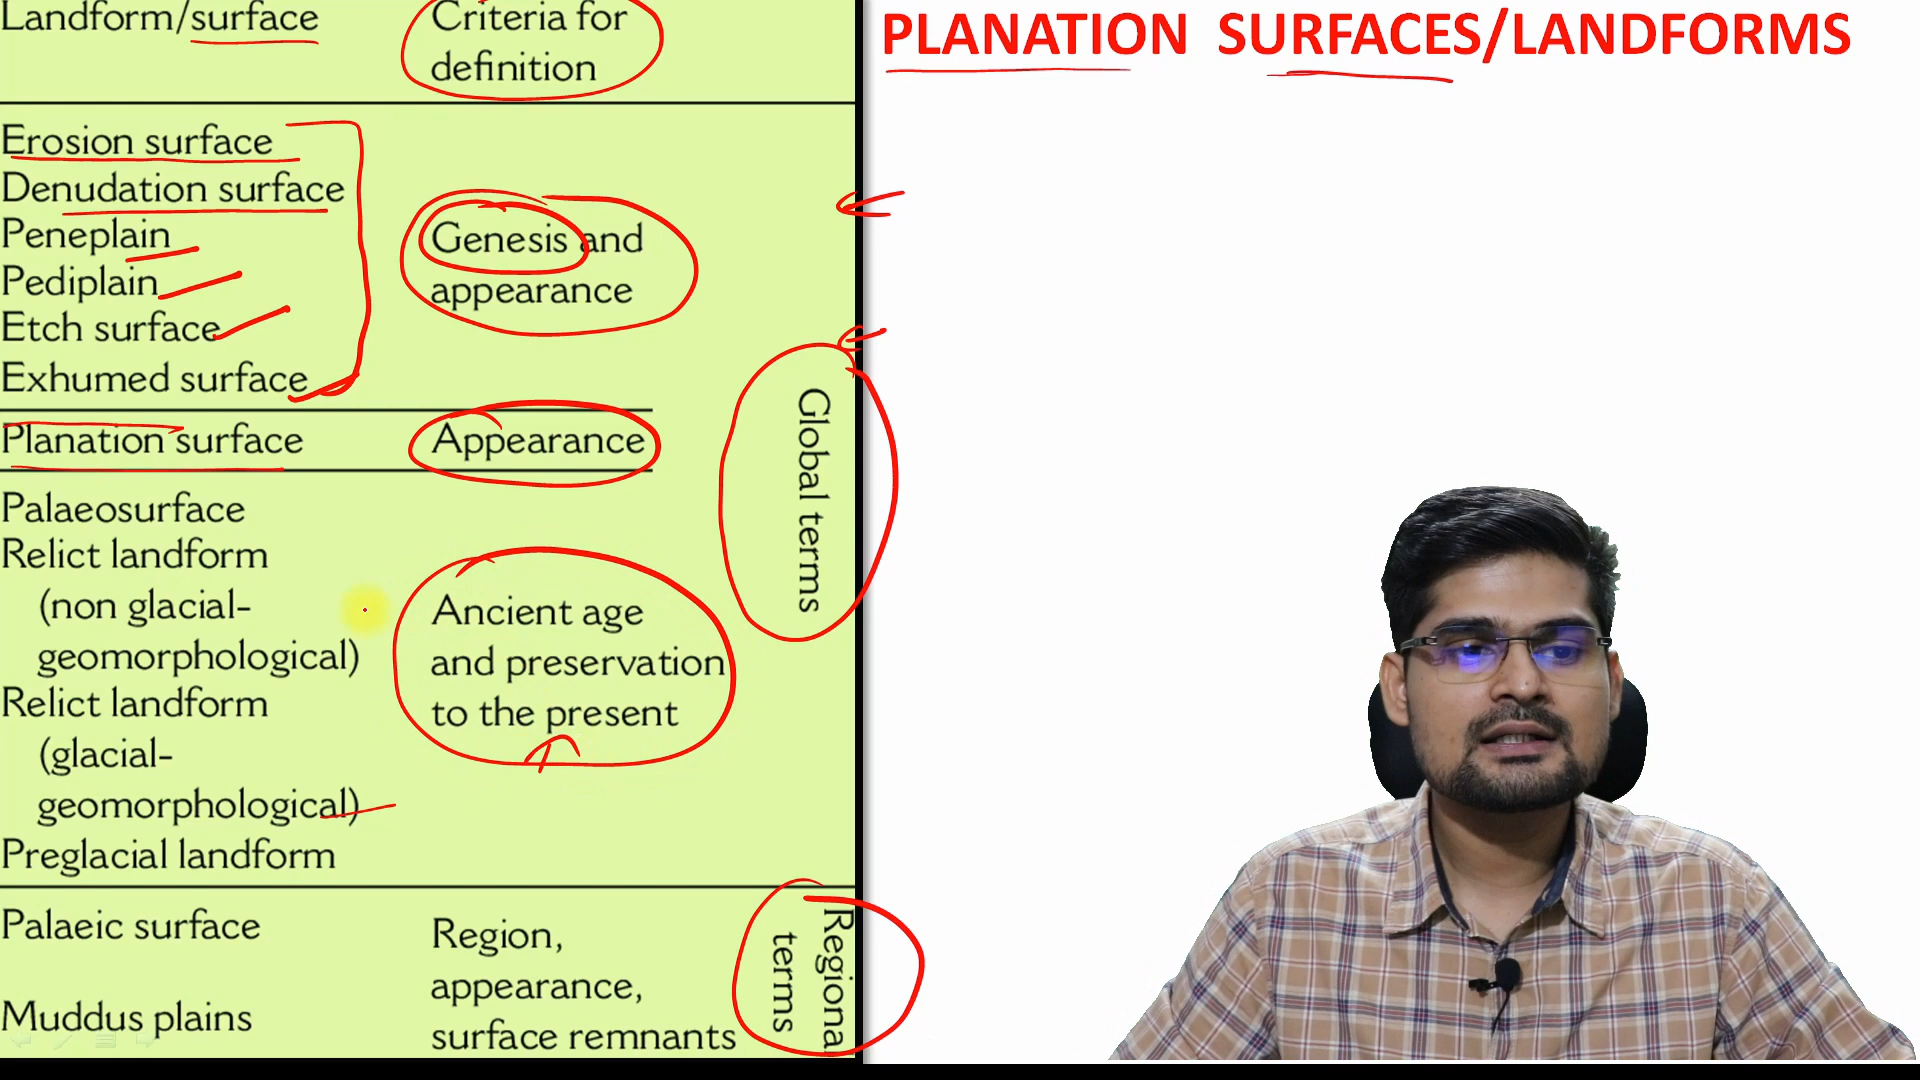 PLANATION SURFACES/LANDFORMS
Landform/surface
Criteria for
definition
Erosion surface
Denudation surface
Peneplain
Pediplain
Etch surface
Exhumed surface
Genesis and
appearance
Planation surface
Appearance
Palaeosurface
Relict landform
(non glacial-
geomorphological)
Relict landform
(glacial-
geomorphological)
Preglacial landform
Ancient age
and preservation
to the present
Global terms
Palaeic surface
Muddus plains
Region,
appearance,
surface remnants
Regiona
terms